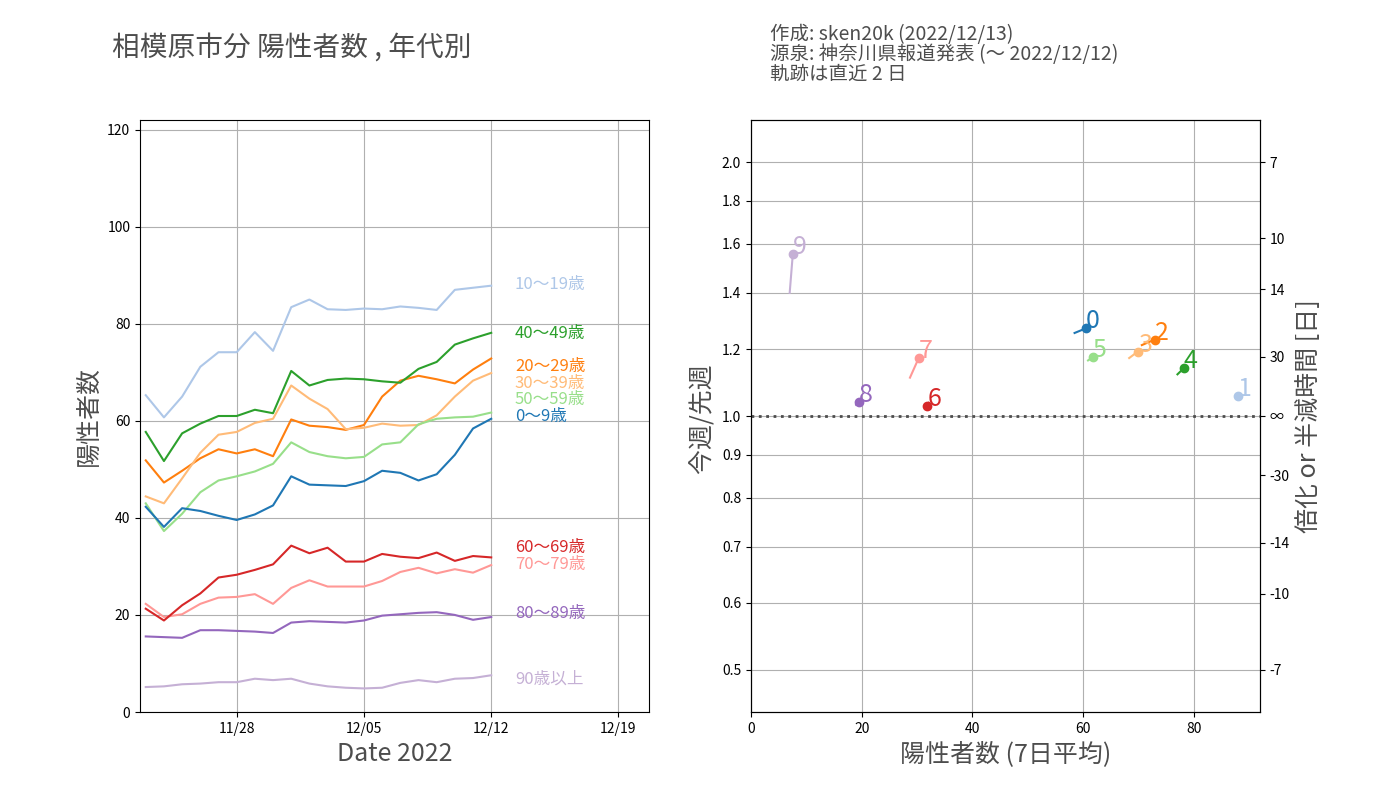 相模原市分 陽性者数 , 年代別
作成: sken20k (2022/12/13)
源泉: 神奈川県報道発表 (〜 2022/12/12)
軌跡は直近 2 日
陽性者数
120
100
80
60
40
20
0
11/28
12/05
12/12
12/19
Date 2022
10〜19歳
40〜49歳
20〜29歳
30〜39歳
50〜59歳
0〜9歳
60〜69歳
70〜79歳
80〜89歳
90歳以上
今週/先週
2.0
1.8
1.6
1.4
1.2
1.0
0.9
0.8
0.7
0.6
0.5
0
20
40
60
80
陽性者数 (7日平均)
9
0
2
3
5
7
4
1
8
6
7
10
14
30
∞
-30
-14
-10
-7
倍化 or 半減時間 [日]